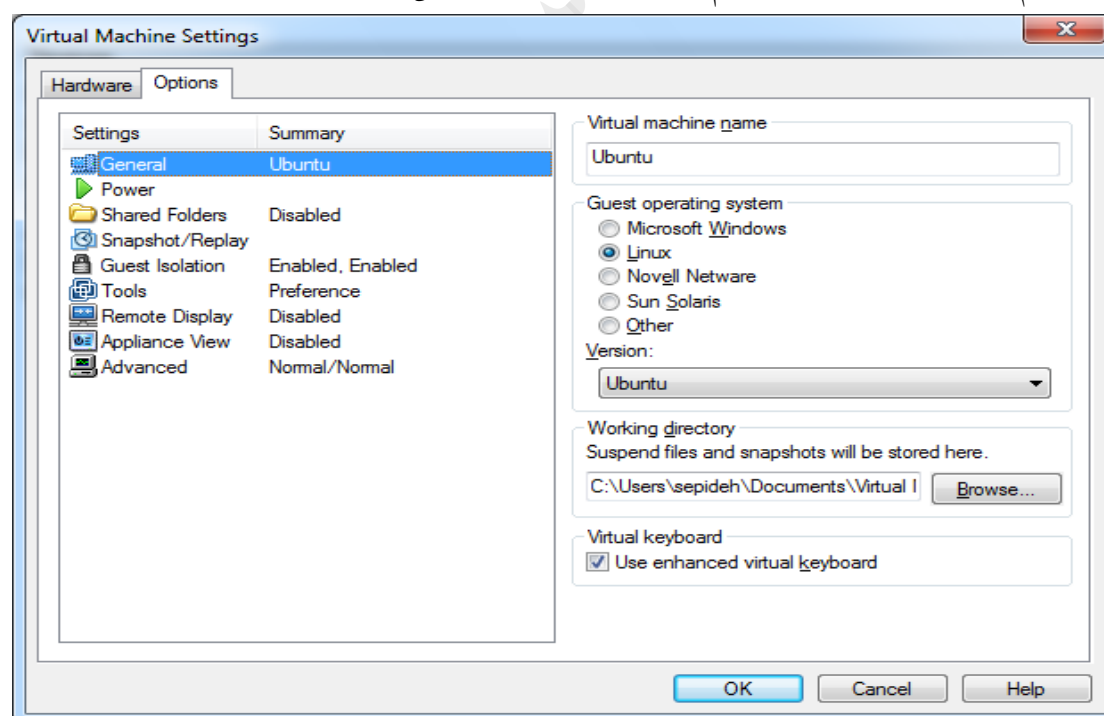 Virtual Machine Settings
Hardware Options
Settings Summary
General Ubuntu
Power
Shared Folders Disabled
Snapshot/Replay
Guest Isolation Enabled, Enabled
Tools Preference
Remote Display Disabled
Appliance View Disabled
Advanced Normal/Normal
Virtual machine name
Ubuntu
Guest operating system
Microsoft Windows
Linux
Novell Netware
Sun Solaris
Other
Version:
Ubuntu
Working directory
Suspend files and snapshots will be stored here.
C:\Users\sepideh\Documents\Virtual
Browse...
Virtual keyboard
Use enhanced virtual keyboard
OK Cancel Help